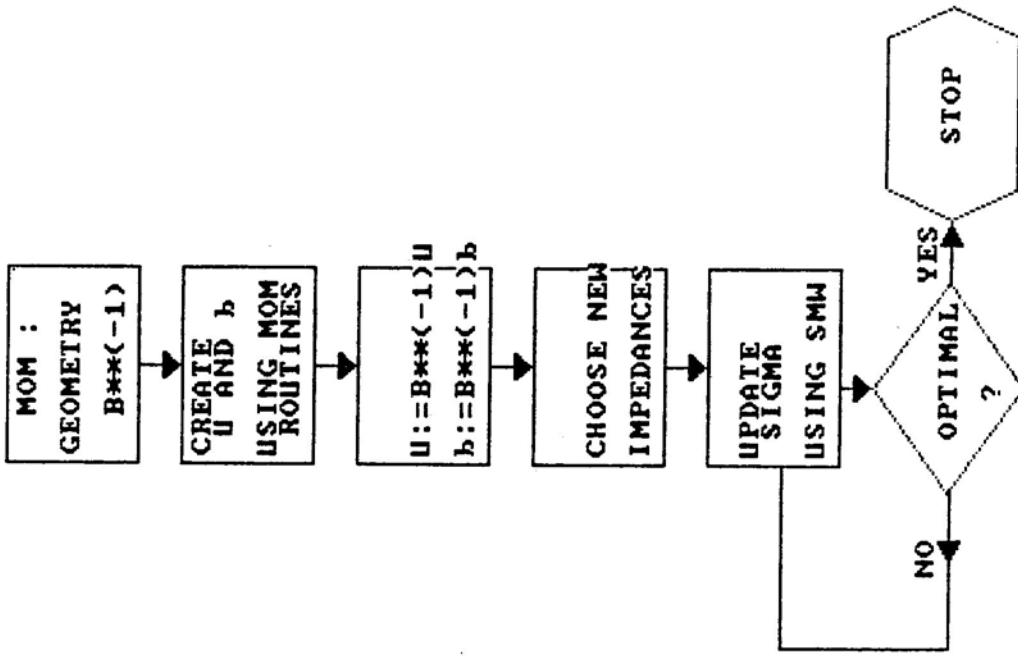 MOM :
GEOMETRY
B**(-1)
CREATE
U AND b
USING MOM
ROUTINES
U::=B**(-1)U
b::=B**(-1)b
CHOOSE NEW
IMPEDANCES
UPDATE
SIGMA
USING SMW
OPTIMAL
?
NO
YES
STOP